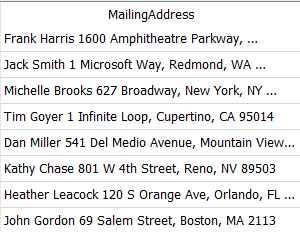 MailingAddress
Frank Harris 1600 Amphitheatre Parkway, ...
Jack Smith 1 Microsoft Way, Redmond, WA ...
Michelle Brooks 627 Broadway, New York, NY ...
Tim Goyer 1 Infinite Loop, Cupertino, CA 95014
Dan Miller 541 Del Medio Avenue, Mountain View...
Kathy Chase 801 W 4th Street, Reno, NV 89503
Heather Leacock 120 S Orange Ave, Orlando, FL ...
John Gordon 69 Salem Street, Boston, MA 2113